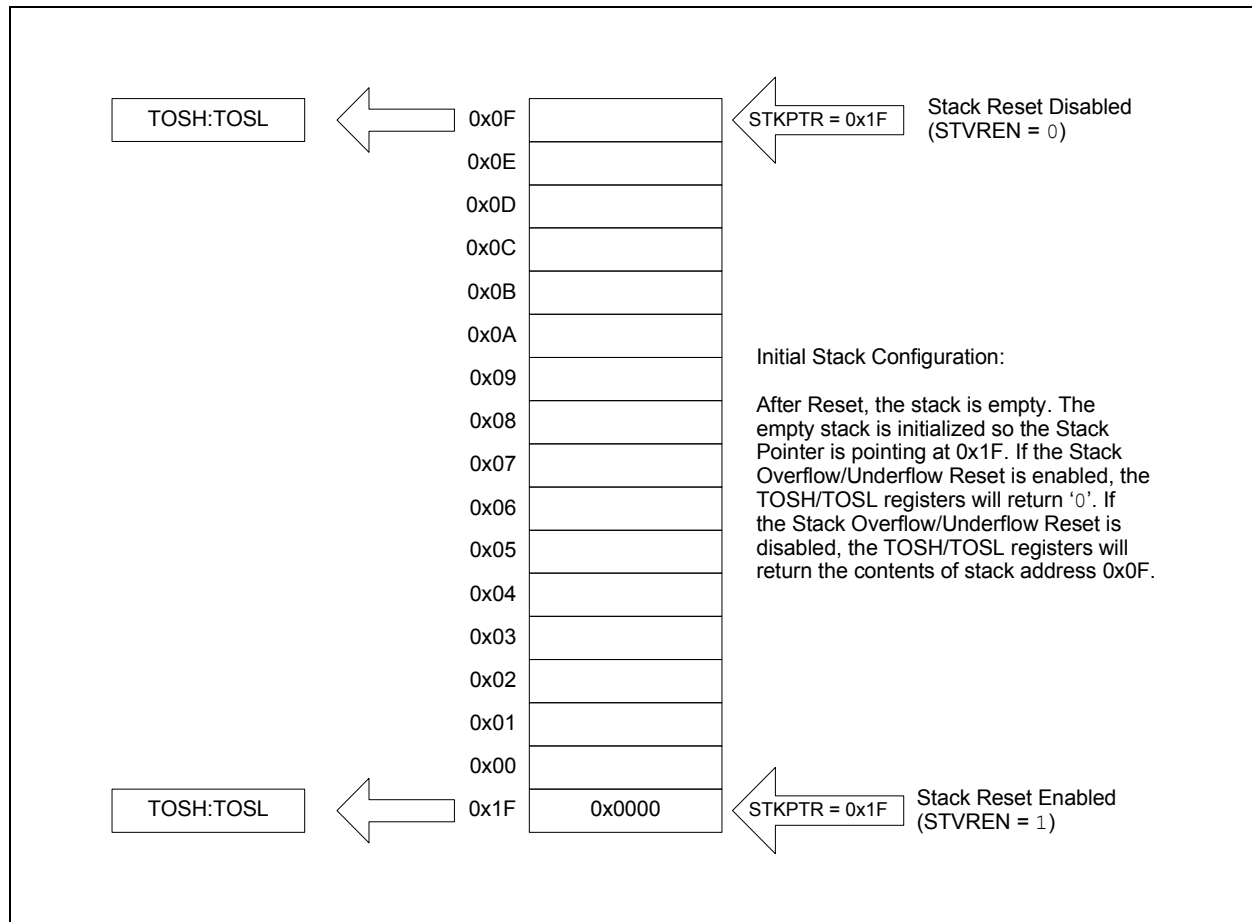 TOSH:TOSL
0x0F
STKPTR = 0x1F
Stack Reset Disabled
(STVREN = 0)
0x0E
0x0D
0x0C
0x0B
0x0A
0x09
0x08
0x07
0x06
0x05
0x04
0x03
0x02
0x01
0x00
Initial Stack Configuration:
After Reset, the stack is empty. The
empty stack is initialized so the Stack
Pointer is pointing at 0x1F. If the Stack
Overflow/Underflow Reset is enabled, the
TOSH/TOSL registers will return ‘0’. If
the Stack Overflow/Underflow Reset is
disabled, the TOSH/TOSL registers will
return the contents of stack address 0x0F.
TOSH:TOSL
0x1F
0x0000
STKPTR = 0x1F
Stack Reset Enabled
(STVREN = 1)